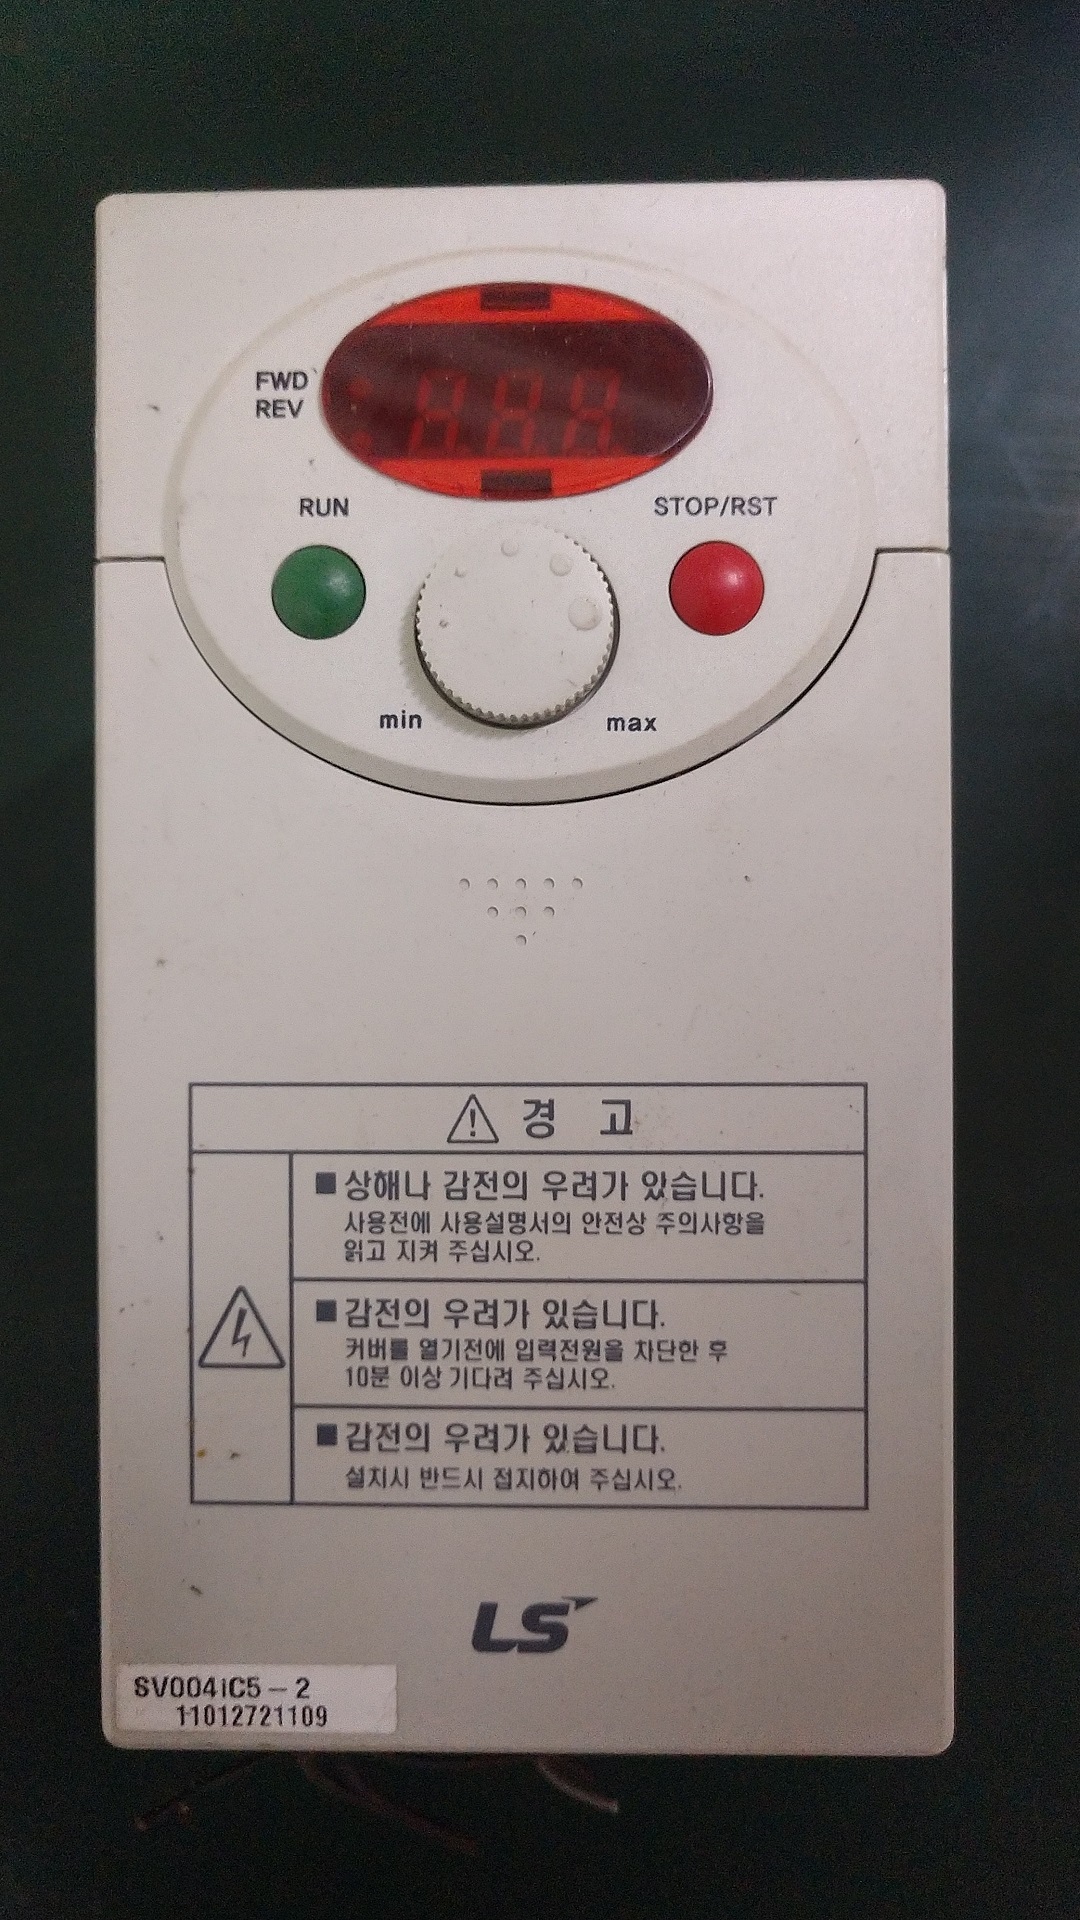 FWD
REV
RUN
STOP/RST
min
max
경 고
■ 상해나 감전의 우려가 있습니다.
사용전에 사용설명서의 안전상 주의사항을
읽고 지켜 주십시오.
■ 감전의 우려가 있습니다.
커버를 열기전에 입력전원을 차단한 후
10분 이상 기다려 주십시오.
■ 감전의 우려가 있습니다.
설치시 반드시 접지하여 주십시오.
LS
SV004iC5-2
11012721109